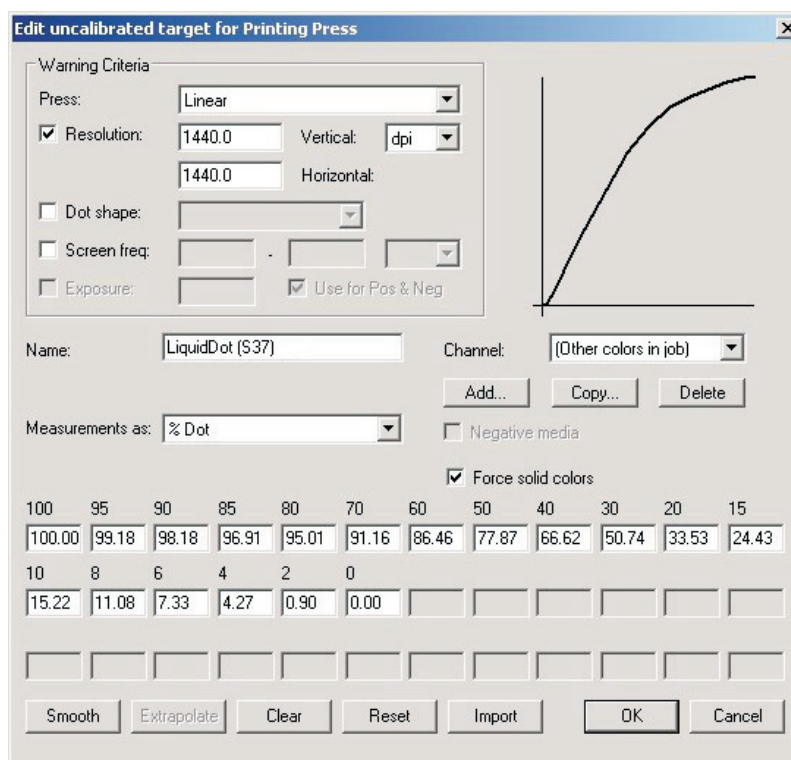 Edit uncalibrated target for Printing Press
Warning Criteria
Press: Linear
Resolution: 1440.0 Vertical: dpi
1440.0 Horizontal:
Dot shape:
Screen freq: -
Exposure: Use for Pos & Neg
Name: LiquidDot (S37) Channel: (Other colors in job)
Add... Copy... Delete
Measurements as: % Dot Negative media
Force solid colors
100 95 90 85 80 70 60 50 40 30 20 15
100.00 99.18 98.18 96.91 95.01 91.16 86.46 77.87 66.62 50.74 33.53 24.43
10 8 6 4 2 0
15.22 11.08 7.33 4.27 0.90 0.00
Smooth Extrapolate Clear Reset Import OK Cancel